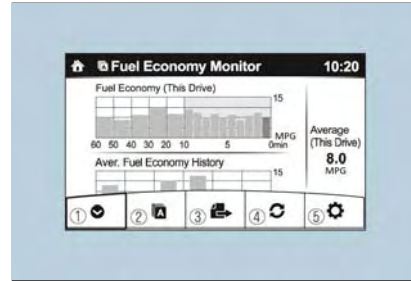 Fuel Economy Monitor 10:20
Fuel Economy (This Drive)
15
MPG
60 50 40 30 20 10 5 0min
Average
(This Drive)
8.0
MPG
Aver. Fuel Economy History
15
① ② A ③ ④ ⑤